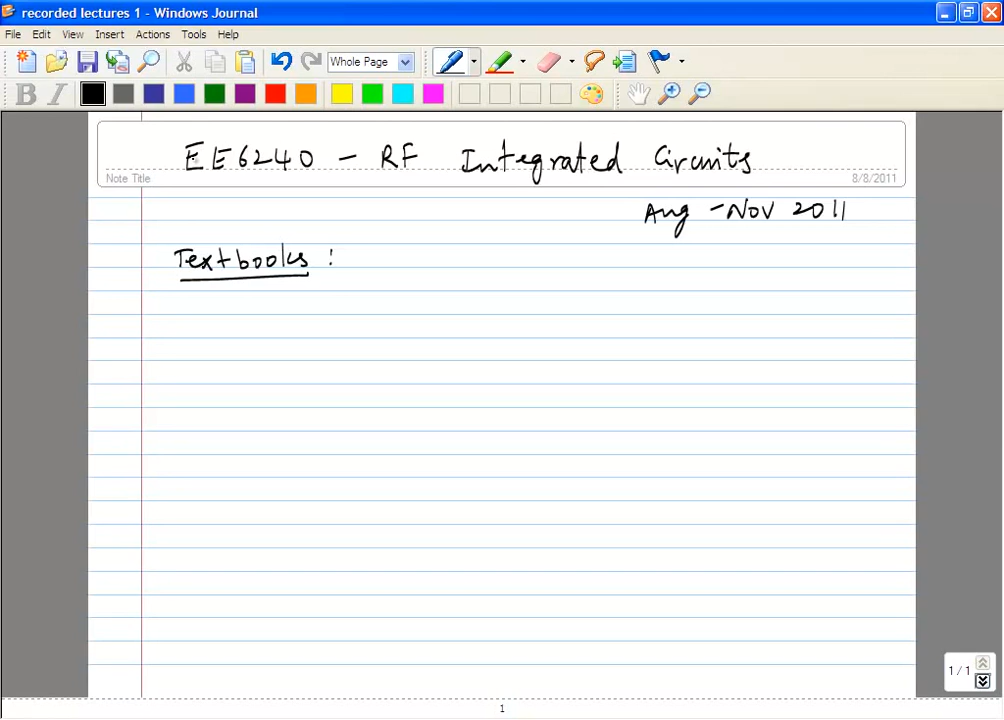 recorded lectures 1 - Windows Journal
File Edit View Insert Actions Tools Help
Whole Page
B I
EE6240 - RF Integrated Circuits
Note Title
8/8/2011
Aug - Nov 2011
Textbooks :
1/1
1